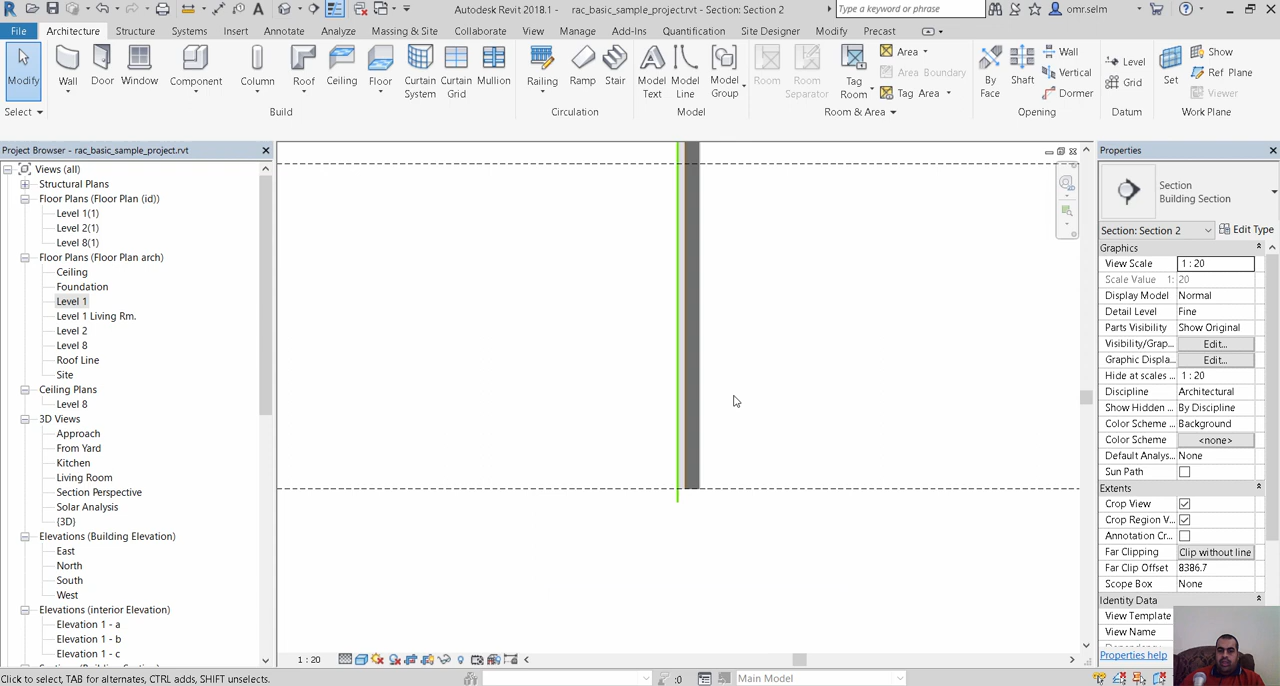 Autodesk Revit 2018.1 - rac_basic_sample_project.rvt - Section: Section 2
Type a keyword or phrase
omr.selm
File Architecture Structure Systems Insert Annotate Analyze Massing & Site Collaborate View Manage Add-Ins Quantification Site Designer Modify Precast
Modify Wall Door Window Component Column Roof Ceiling Floor Curtain System Curtain Grid Mullion Railing Ramp Stair Model Text Model Line Model Group Room Room Separator Tag Room
Area
Area Boundary
Tag Area
By Face Shaft Wall Vertical Dormer
Level
Grid
Set Show Ref Plane Viewer
Select Build Circulation Model Room & Area Opening Datum Work Plane
Project Browser - rac_basic_sample_project.rvt
Views (all)
Structural Plans
Floor Plans (Floor Plan (id))
Level 1(1)
Level 2(1)
Level 8(1)
Floor Plans (Floor Plan arch)
Ceiling
Foundation
Level 1
Level 1 Living Rm.
Level 2
Level 8
Roof Line
Site
Ceiling Plans
Level 8
3D Views
Approach
From Yard
Kitchen
Living Room
Section Perspective
Solar Analysis
{3D}
Elevations (Building Elevation)
East
North
South
West
Elevations (interior Elevation)
Elevation 1 - a
Elevation 1 - b
Elevation 1 - c
1 : 20
Properties
Section
Building Section
Section: Section 2 Edit Type
Graphics
View Scale 1 : 20
Scale Value 1: 20
Display Model Normal
Detail Level Fine
Parts Visibility Show Original
Visibility/Grap... Edit...
Graphic Displa... Edit...
Hide at scales ... 1 : 20
Discipline Architectural
Show Hidden ... By Discipline
Color Scheme ... Background
Color Scheme <none>
Default Analys... None
Sun Path
Extents
Crop View
Crop Region V...
Annotation Cr...
Far Clipping Clip without line
Far Clip Offset 8386.7
Scope Box None
Identity Data
View Template
View Name
Properties help
Click to select, TAB for alternates, CTRL adds, SHIFT unselects.
:0
Main Model